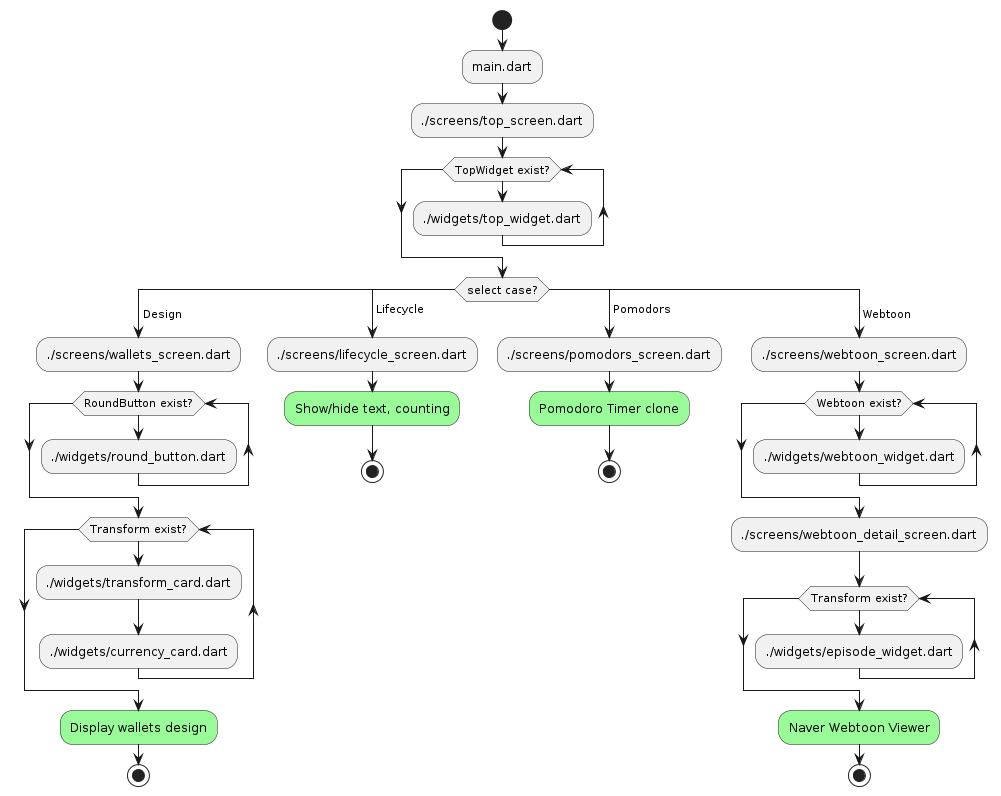 main.dart
./screens/top_screen.dart
TopWidget exist?
./widgets/top_widget.dart
select case?
Design
./screens/wallets_screen.dart
RoundButton exist?
./widgets/round_button.dart
Transform exist?
./widgets/transform_card.dart
./widgets/currency_card.dart
Display wallets design
Lifecycle
./screens/lifecycle_screen.dart
Show/hide text, counting
Pomodors
./screens/pomodors_screen.dart
Pomodoro Timer clone
Webtoon
./screens/webtoon_screen.dart
Webtoon exist?
./widgets/webtoon_widget.dart
./screens/webtoon_detail_screen.dart
Transform exist?
./widgets/episode_widget.dart
Naver Webtoon Viewer